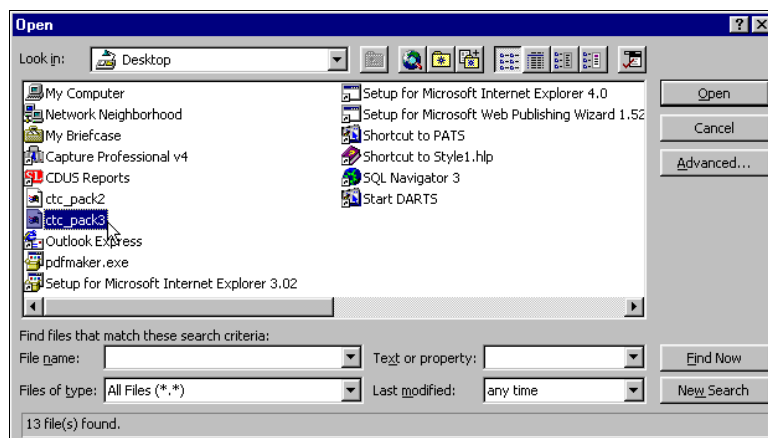 Open
Look in: Desktop
My Computer
Network Neighborhood
My Briefcase
Capture Professional v4
CDUS Reports
ctc_pack2
ctc_pack3
Outlook Express
pdfmaker.exe
Setup for Microsoft Internet Explorer 3.02
Setup for Microsoft Internet Explorer 4.0
Setup for Microsoft Web Publishing Wizard 1.52
Shortcut to PATS
Shortcut to Style1.hlp
SQL Navigator 3
Start DARTS
Open
Cancel
Advanced...
Find files that match these search criteria:
File name: Text or property: Find Now
Files of type: All Files (*.*) Last modified: any time New Search
13 file(s) found.